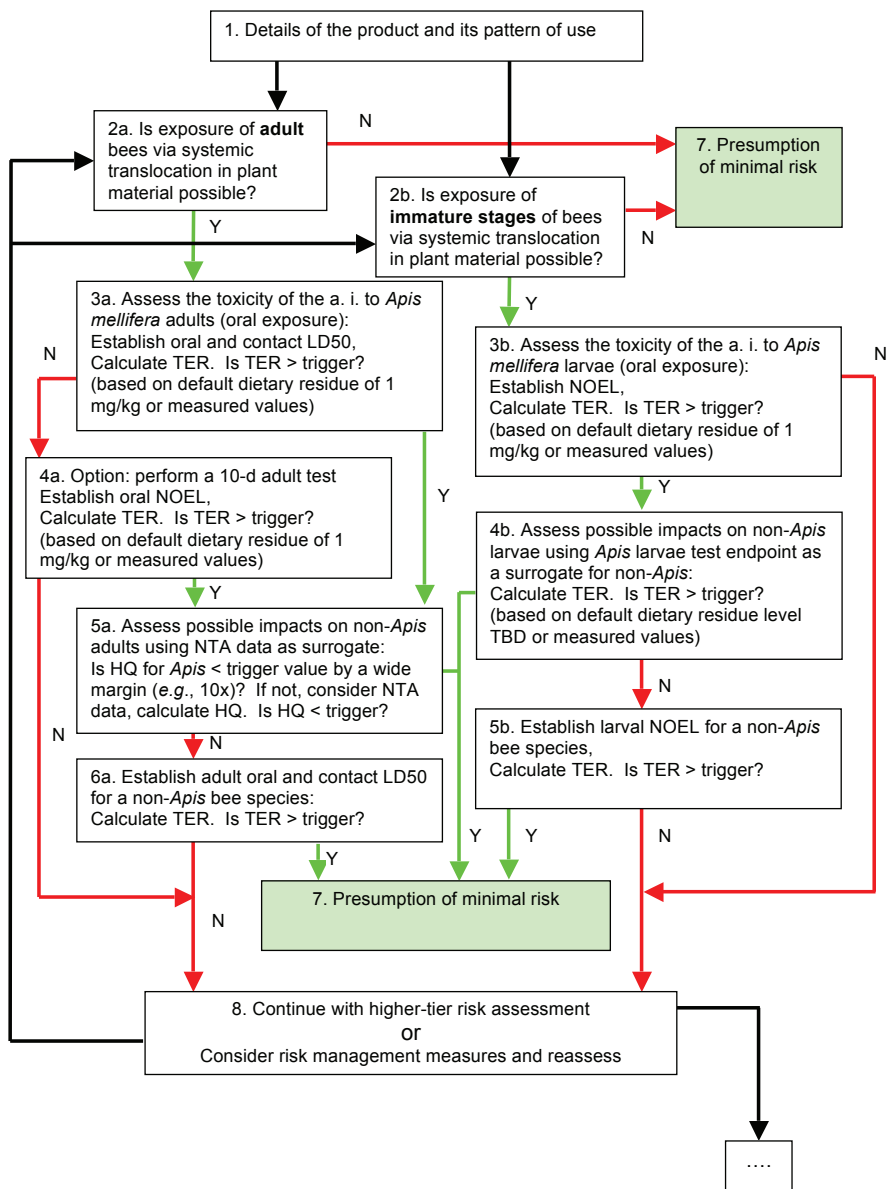 1. Details of the product and its pattern of use
2a. Is exposure of adult
bees via systemic
translocation in plant
material possible?
N
7. Presumption
of minimal risk
2b. Is exposure of
immature stages of bees
via systemic translocation
in plant material possible?
N
Y
Y
3a. Assess the toxicity of the a. i. to Apis
mellifera adults (oral exposure):
Establish oral and contact LD50,
Calculate TER. Is TER > trigger?
(based on default dietary residue of 1
mg/kg or measured values)
N
3b. Assess the toxicity of the a. i. to Apis
mellifera larvae (oral exposure):
Establish NOEL,
Calculate TER. Is TER > trigger?
(based on default dietary residue of 1
mg/kg or measured values)
N
4a. Option: perform a 10-d adult test
Establish oral NOEL,
Calculate TER. Is TER > trigger?
(based on default dietary residue of 1
mg/kg or measured values)
Y
Y
4b. Assess possible impacts on non-Apis
larvae using Apis larvae test endpoint as
a surrogate for non-Apis:
Calculate TER. Is TER > trigger?
(based on default dietary residue level
TBD or measured values)
Y
5a. Assess possible impacts on non-Apis
adults using NTA data as surrogate:
Is HQ for Apis < trigger value by a wide
margin (e.g., 10x)? If not, consider NTA
data, calculate HQ. Is HQ < trigger?
N
N
N
5b. Establish larval NOEL for a non-Apis
bee species,
Calculate TER. Is TER > trigger?
6a. Establish adult oral and contact LD50
for a non-Apis bee species:
Calculate TER. Is TER > trigger?
Y
Y
Y
N
7. Presumption of minimal risk
N
N
8. Continue with higher-tier risk assessment
or
Consider risk management measures and reassess
....